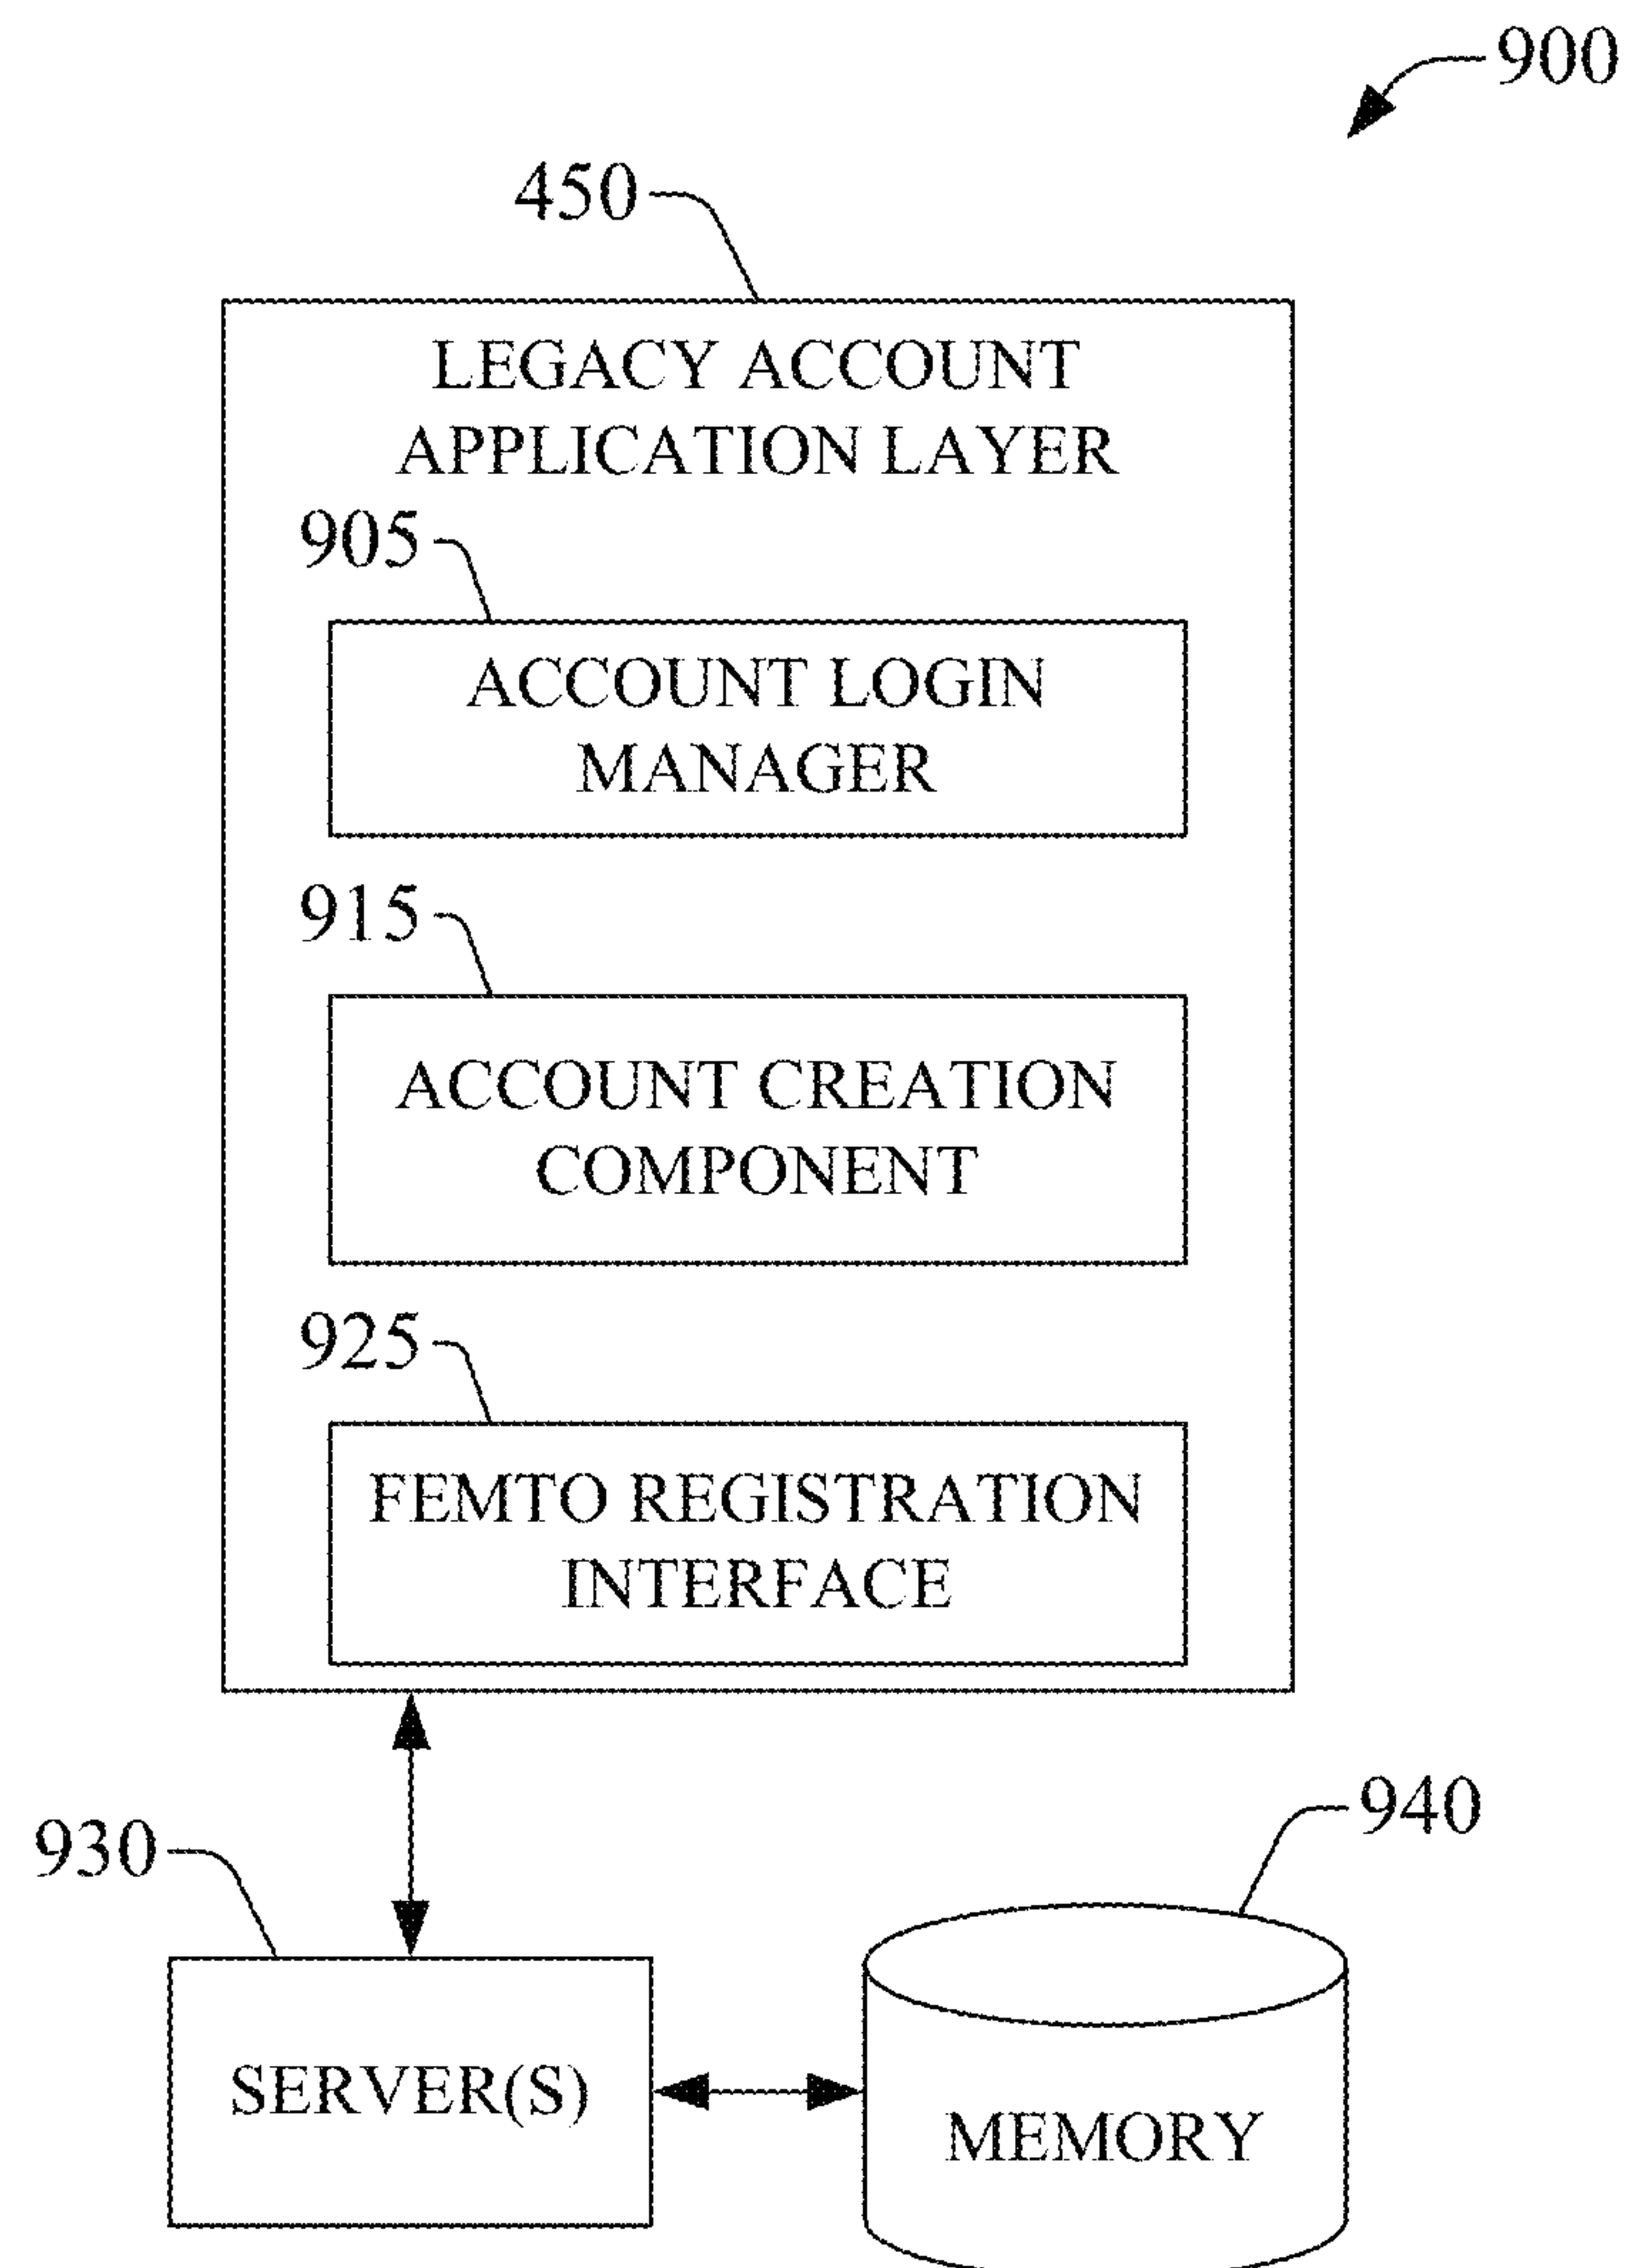 900
450
LEGACY ACCOUNT
APPLICATION LAYER
905
ACCOUNT LOGIN
MANAGER
915
ACCOUNT CREATION
COMPONENT
925
FEMTO REGISTRATION
INTERFACE
930
940
SERVER(S)
MEMORY